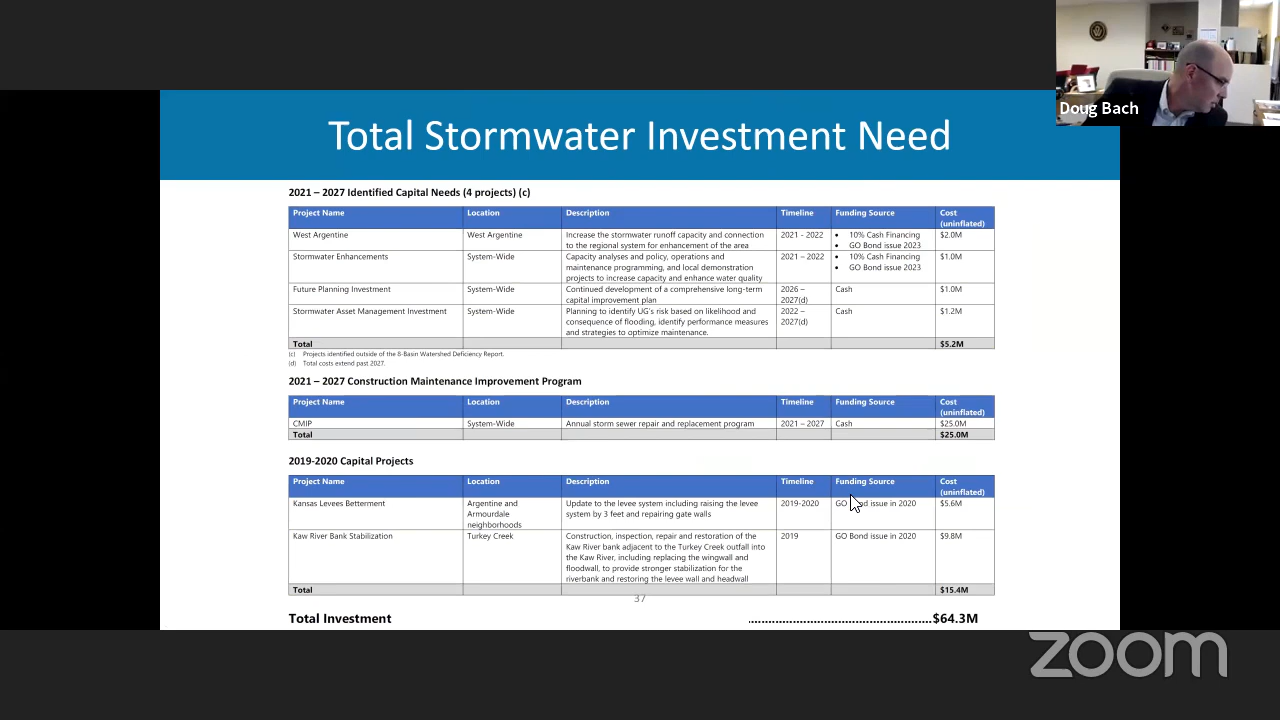 Doug Bach
Total Stormwater Investment Need
2021 – 2027 Identified Capital Needs (4 projects) (c)
Project Name Location Description Timeline Funding Source Cost (uninflated)
West Argentine West Argentine Increase the stormwater runoff capacity and connection to the regional system for enhancement of the area 2021 - 2022 • 10% Cash Financing • GO Bond issue 2023 $2.0M
Stormwater Enhancements System-Wide Capacity analyses and policy, operations and maintenance programming, and local demonstration projects to increase capacity and enhance water quality 2021 – 2022 • 10% Cash Financing • GO Bond issue 2023 $1.0M
Future Planning Investment System-Wide Continued development of a comprehensive long-term capital improvement plan 2026 – 2027(d) Cash $1.0M
Stormwater Asset Management Investment System-Wide Planning to identify UG's risk based on likelihood and consequence of flooding, identify performance measures and strategies to optimize maintenance. 2022 – 2027(d) Cash $1.2M
Total $5.2M
(c) Projects identified outside of the 8-Basin Watershed Deficiency Report.
(d) Total costs extend past 2027.
2021 – 2027 Construction Maintenance Improvement Program
Project Name Location Description Timeline Funding Source Cost (uninflated)
CMIP System-Wide Annual storm sewer repair and replacement program 2021 – 2027 Cash $25.0M
Total $25.0M
2019-2020 Capital Projects
Project Name Location Description Timeline Funding Source Cost (uninflated)
Kansas Levees Betterment Argentine and Armourdale neighborhoods Update to the levee system including raising the levee system by 3 feet and repairing gate walls 2019-2020 GO Bond issue in 2020 $5.6M
Kaw River Bank Stabilization Turkey Creek Construction, inspection, repair and restoration of the Kaw River bank adjacent to the Turkey Creek outfall into the Kaw River, including replacing the wingwall and floodwall, to provide stronger stabilization for the riverbank and restoring the levee wall and headwall 2019 GO Bond issue in 2020 $9.8M
Total $15.4M
37
Total Investment ............................................$64.3M
zoom